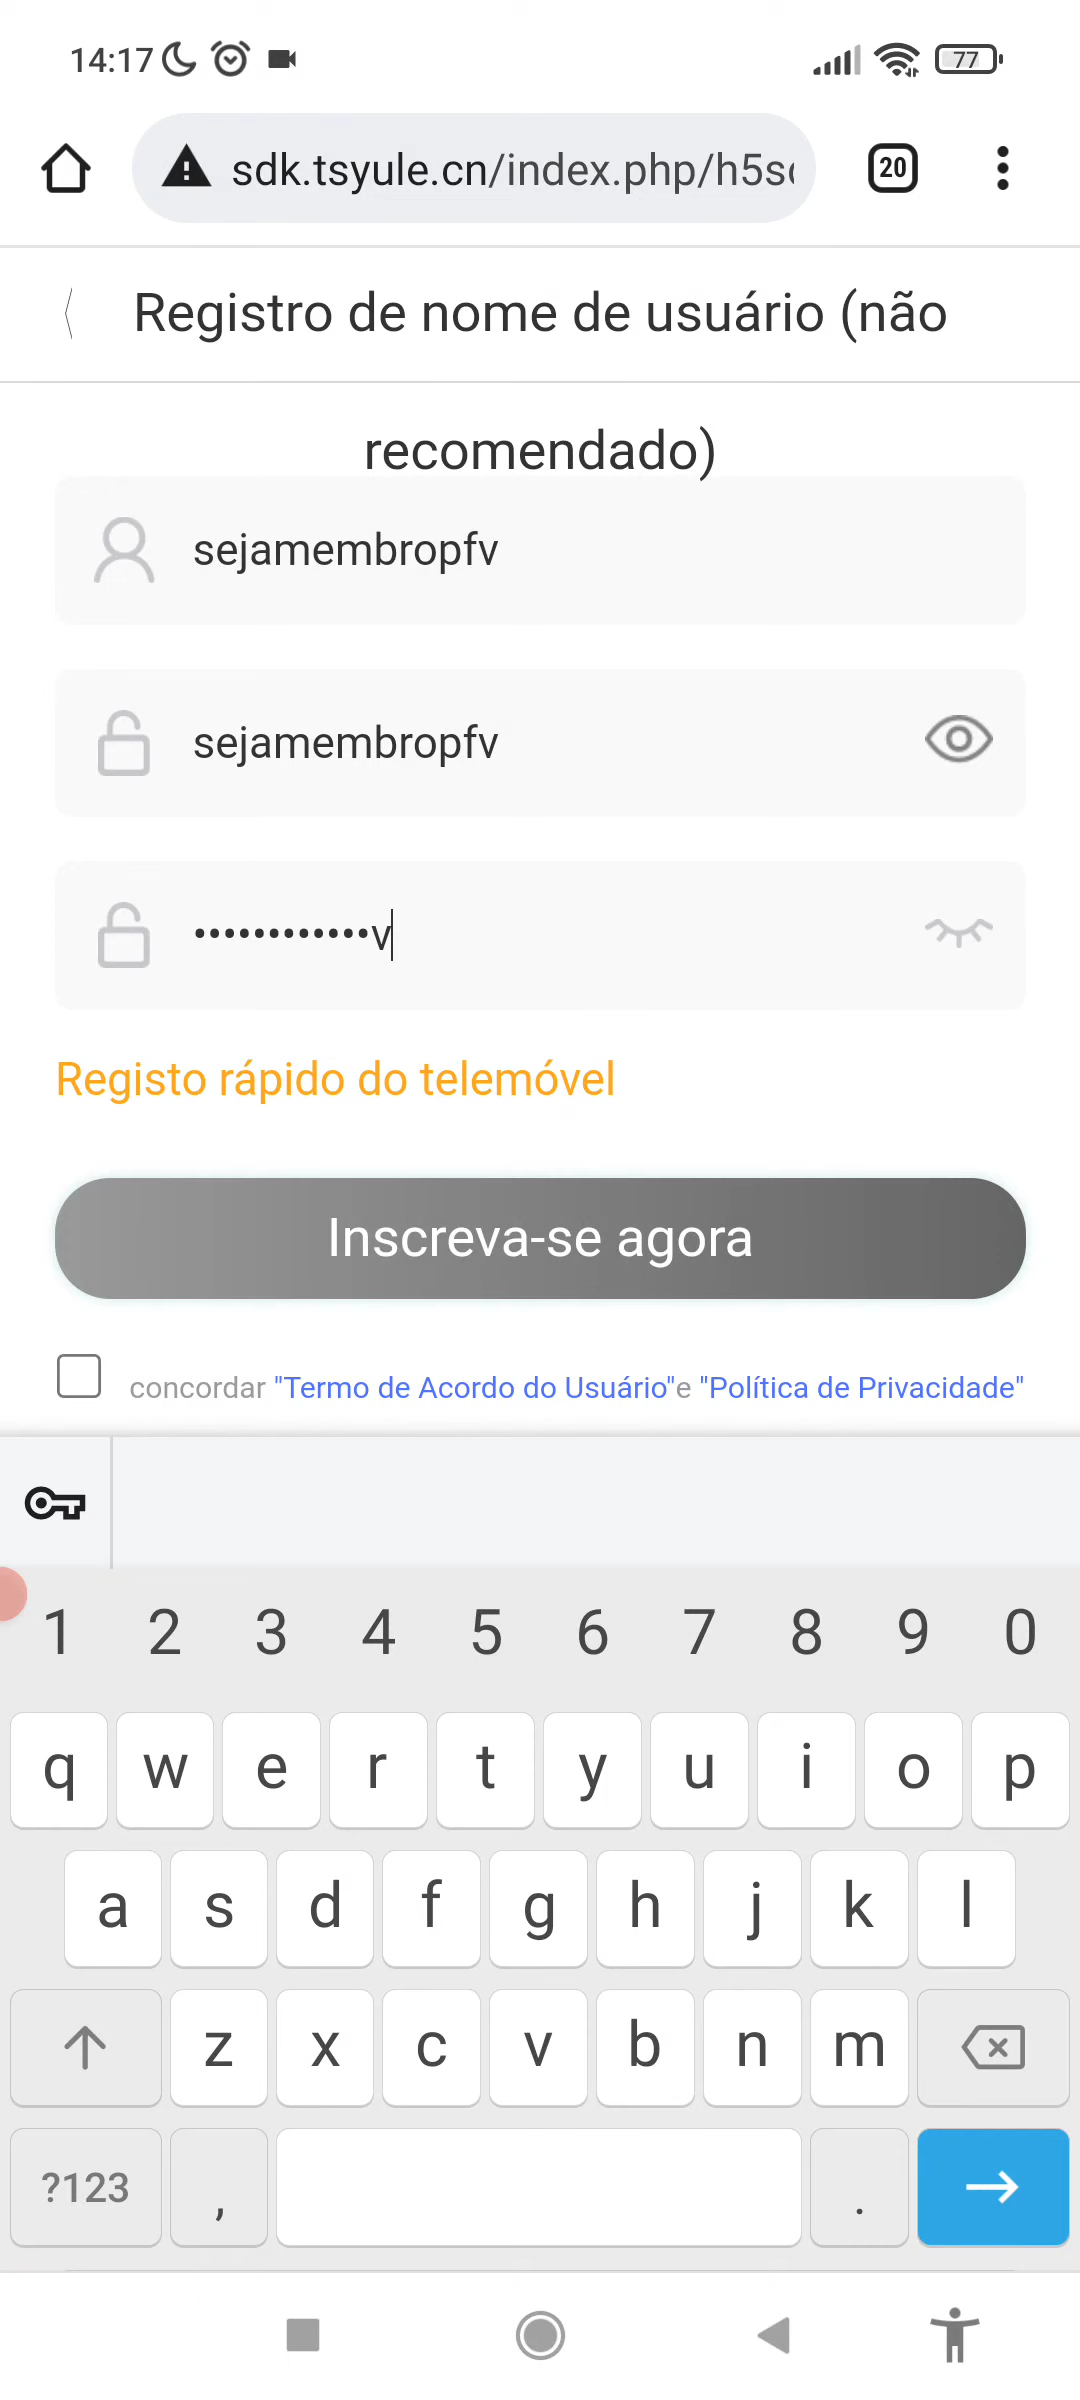 14:17
77
sdk.tsyule.cn/index.php/h5s
20
Registro de nome de usuário (não
recomendado)
sejamembropfv
sejamembropfv
••••••••••••v
Registo rápido do telemóvel
Inscreva-se agora
concordar "Termo de Acordo do Usuário"e "Política de Privacidade"
1 2 3 4 5 6 7 8 9 0
q w e r t y u i o p
a s d f g h j k l
z x c v b n m
?123 , .